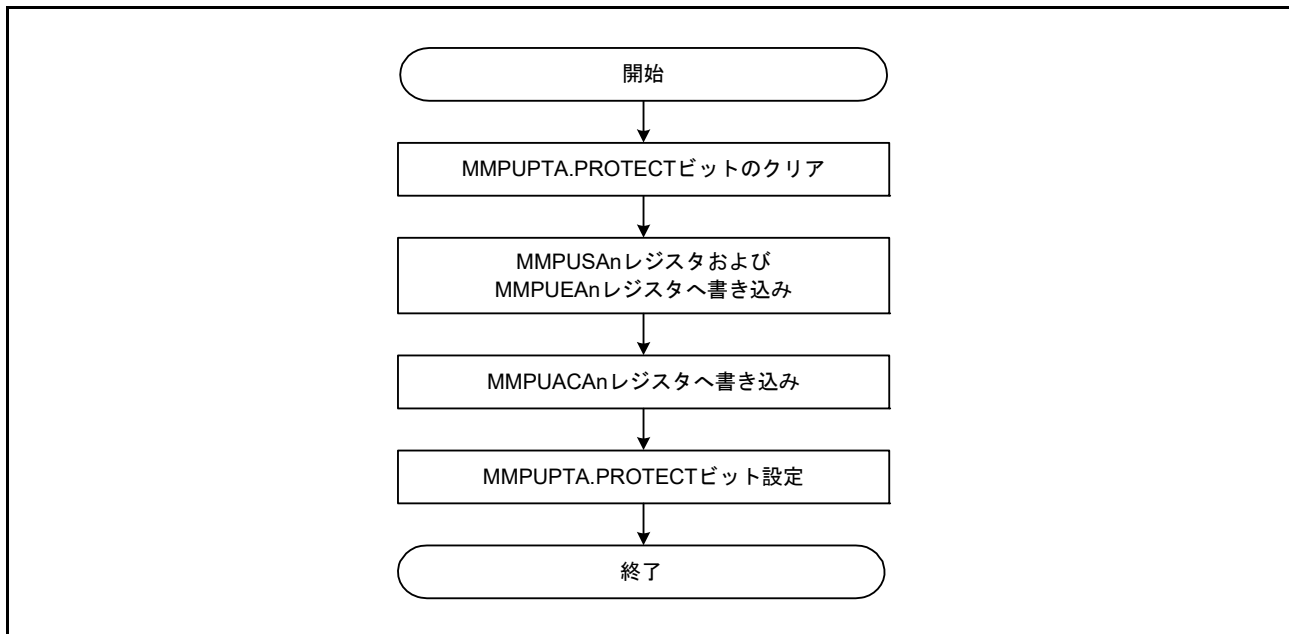 開始
MMPUPTA.PROTECTビットのクリア
MMPUSAnレジスタおよび
MMPUEAnレジスタへ書き込み
MMPUACAnレジスタへ書き込み
MMPUPTA.PROTECTビット設定
終了